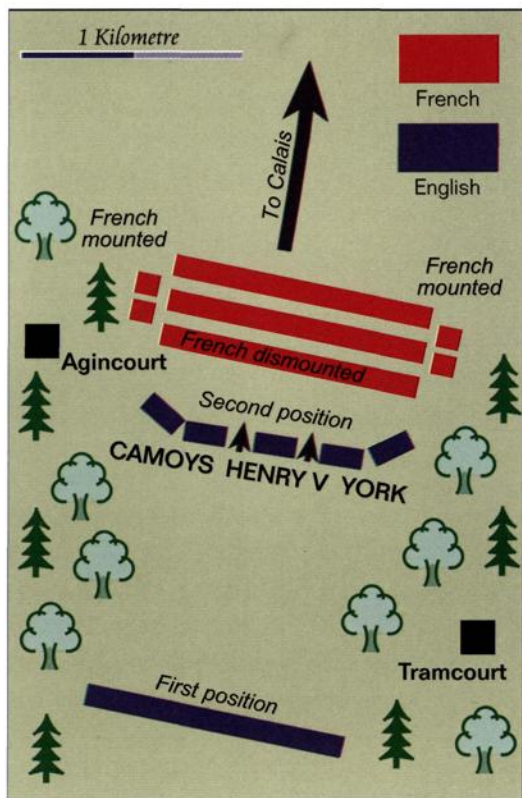 1 Kilometre
French
English
To Calais
French
mounted
French
mounted
French dismounted
Agincourt
Second position
CAMOYS HENRY V YORK
Tramcourt
First position